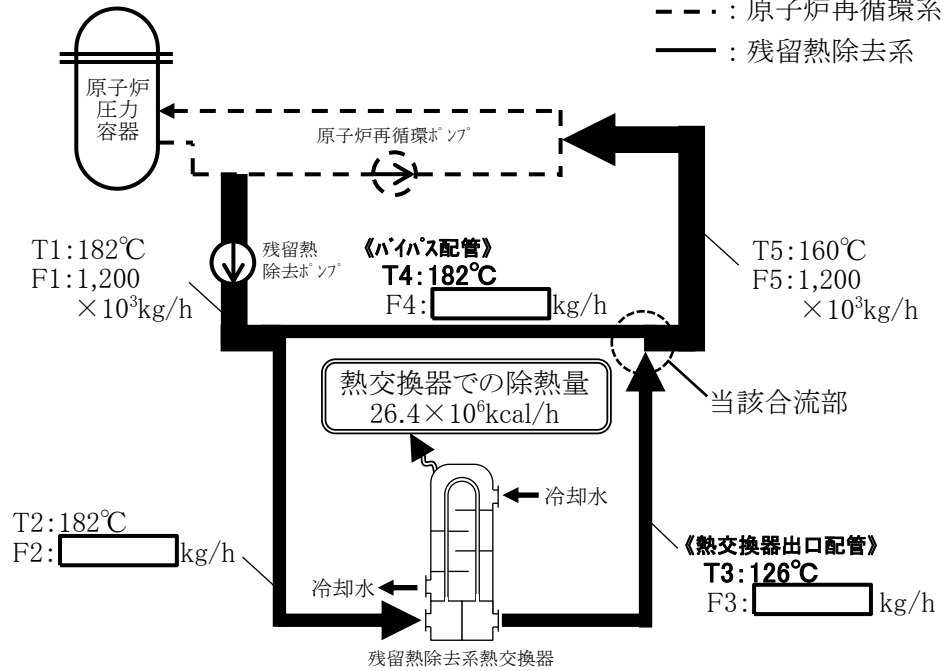 ---：原子炉再循環系
――：残留熱除去系
原子炉
圧力
容器
原子炉再循環ﾎﾟﾝﾌﾟ
T1:182℃
F1:1,200
×10³kg/h
残留熱
除去ﾎﾟﾝﾌﾟ
《ﾊﾞｲﾊﾟｽ配管》
T4:182℃
F4: kg/h
T5:160℃
F5:1,200
×10³kg/h
熱交換器での除熱量
26.4×10⁶kcal/h
当該合流部
冷却水
T2:182℃
F2: kg/h
冷却水
《熱交換器出口配管》
T3:126℃
F3: kg/h
残留熱除去系熱交換器